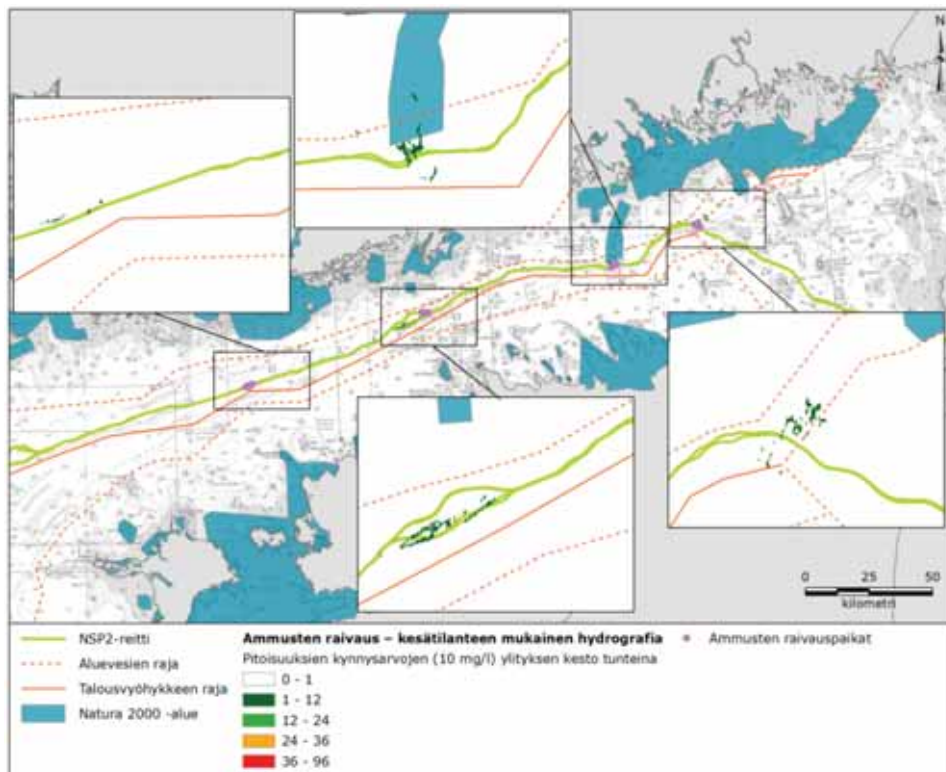 N
0 25 50
kilometri
NSP2-reitti
Aluevesien raja
Talousvyöhykkeen raja
Natura 2000 -alue
Ammusten raivaus – kesätilanteen mukainen hydrografia
Pitoisuuksien kynnysarvojen (10 mg/l) ylityksen kesto tunteina
0 - 1
1 - 12
12 - 24
24 - 36
36 - 96
Ammusten raivauspaikat